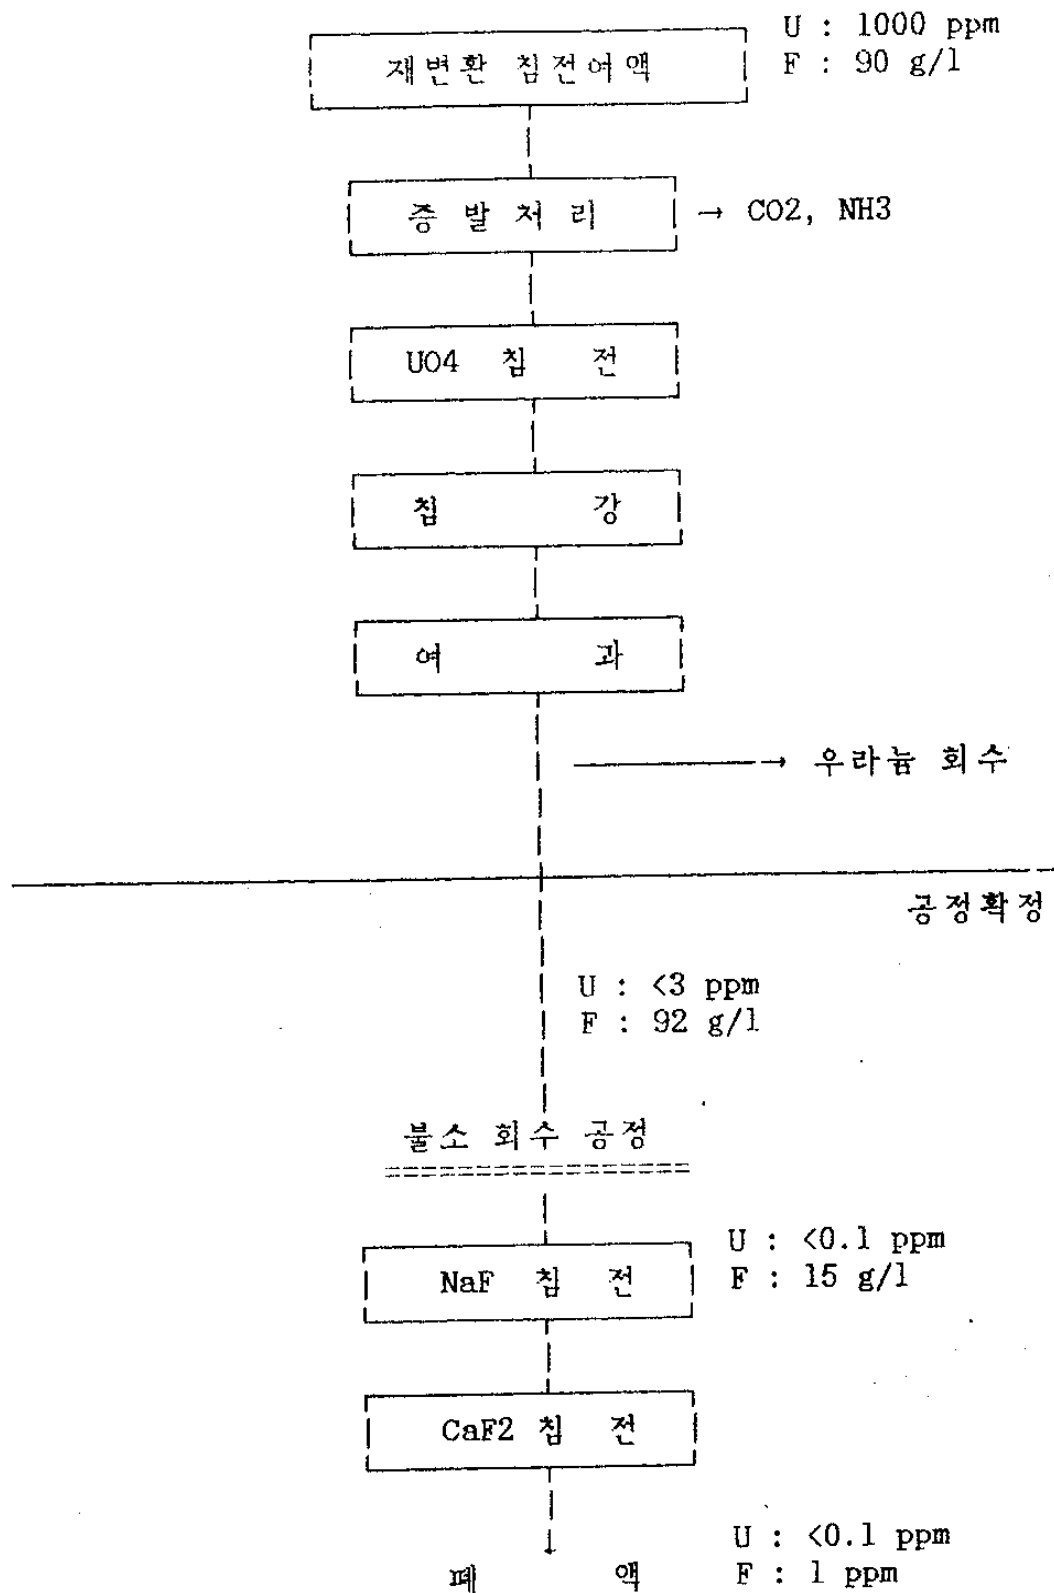 U : 1000 ppm
재변환 침전여액
F : 90 g/l
증 발 처 리 → CO2, NH3
UO4 침 전
침 강
여 과
→ 우라늄 회수
공정확정
U : <3 ppm
F : 92 g/l
불소 회수 공정
================
U : <0.1 ppm
NaF 침 전
F : 15 g/l
CaF2 침 전
U : <0.1 ppm
폐 액
F : 1 ppm